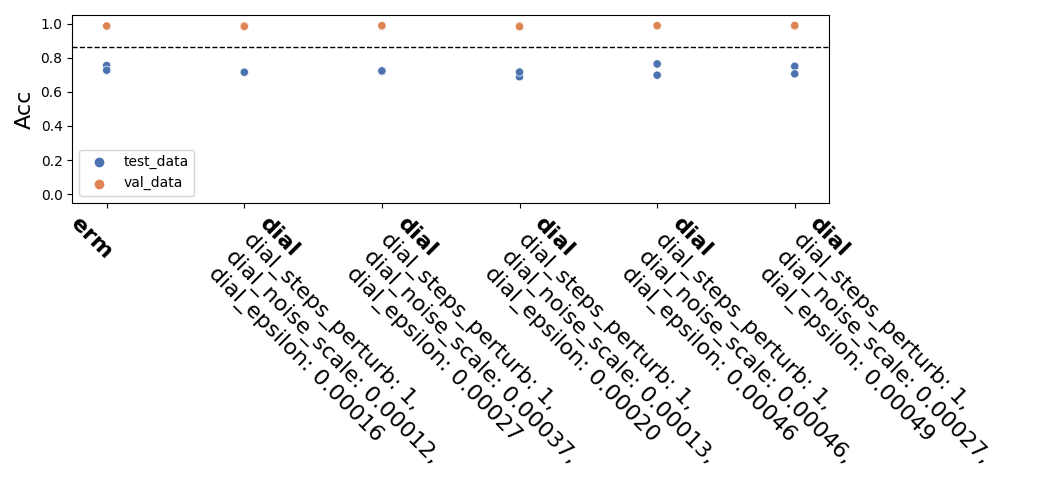 1.0
0.8
0.6
0.4
0.2
0.0
Acc
test_data
val_data
erm
dial
dial_steps_perturb: 1,
dial_noise_scale: 0.00012,
dial_epsilon: 0.00016
dial
dial_steps_perturb: 1,
dial_noise_scale: 0.00037,
dial_epsilon: 0.00027
dial
dial_steps_perturb: 1,
dial_noise_scale: 0.00013,
dial_epsilon: 0.00020
dial
dial_steps_perturb: 1,
dial_noise_scale: 0.00046,
dial_epsilon: 0.00046
dial
dial_steps_perturb: 1,
dial_noise_scale: 0.00027,
dial_epsilon: 0.00049